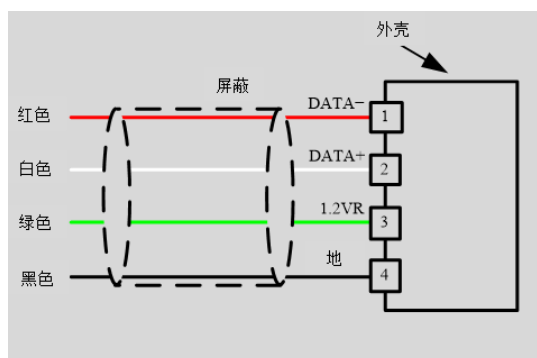 外壳
屏蔽
红色 DATA− 1
白色 DATA+ 2
绿色 1.2VR 3
黑色 地 4